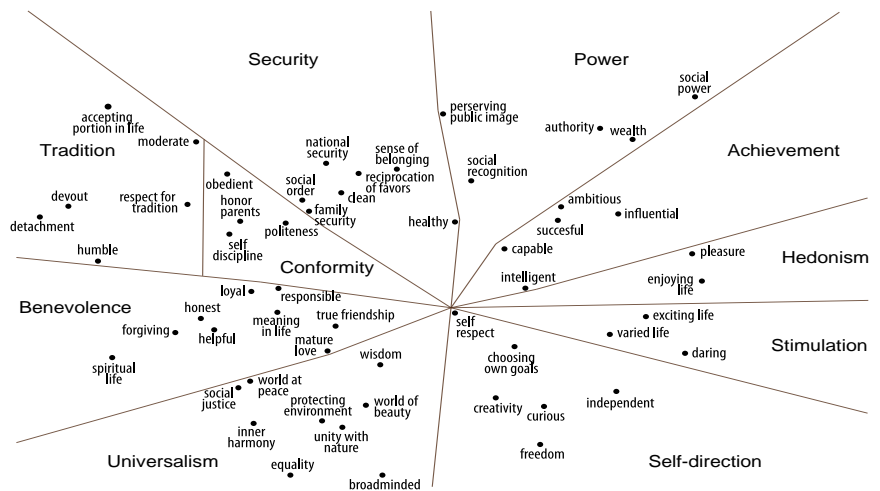 Security
Power
social
power
accepting
portion in life
perserving
public image
moderate
authority
wealth
Tradition
national
security
sense of
belonging
Achievement
obedient
social
order
reciprocation
of favors
social
recognition
devout
respect for
tradition
clean
ambitious
detachment
honor
parents
family
security
healthy
succesful
influential
politeness
self
discipline
humble
capable
pleasure
Hedonism
Conformity
intelligent
enjoying
life
Benevolence
loyal
responsible
honest
meaning
in life
true friendship
self
respect
exciting life
forgiving
helpful
varied life
Stimulation
mature
love
choosing
own goals
daring
spiritual
life
wisdom
world at
peace
social
justice
protecting
environment
world of
beauty
creativity
curious
independent
inner
harmony
unity with
nature
freedom
Universalism
equality
Self-direction
broadminded